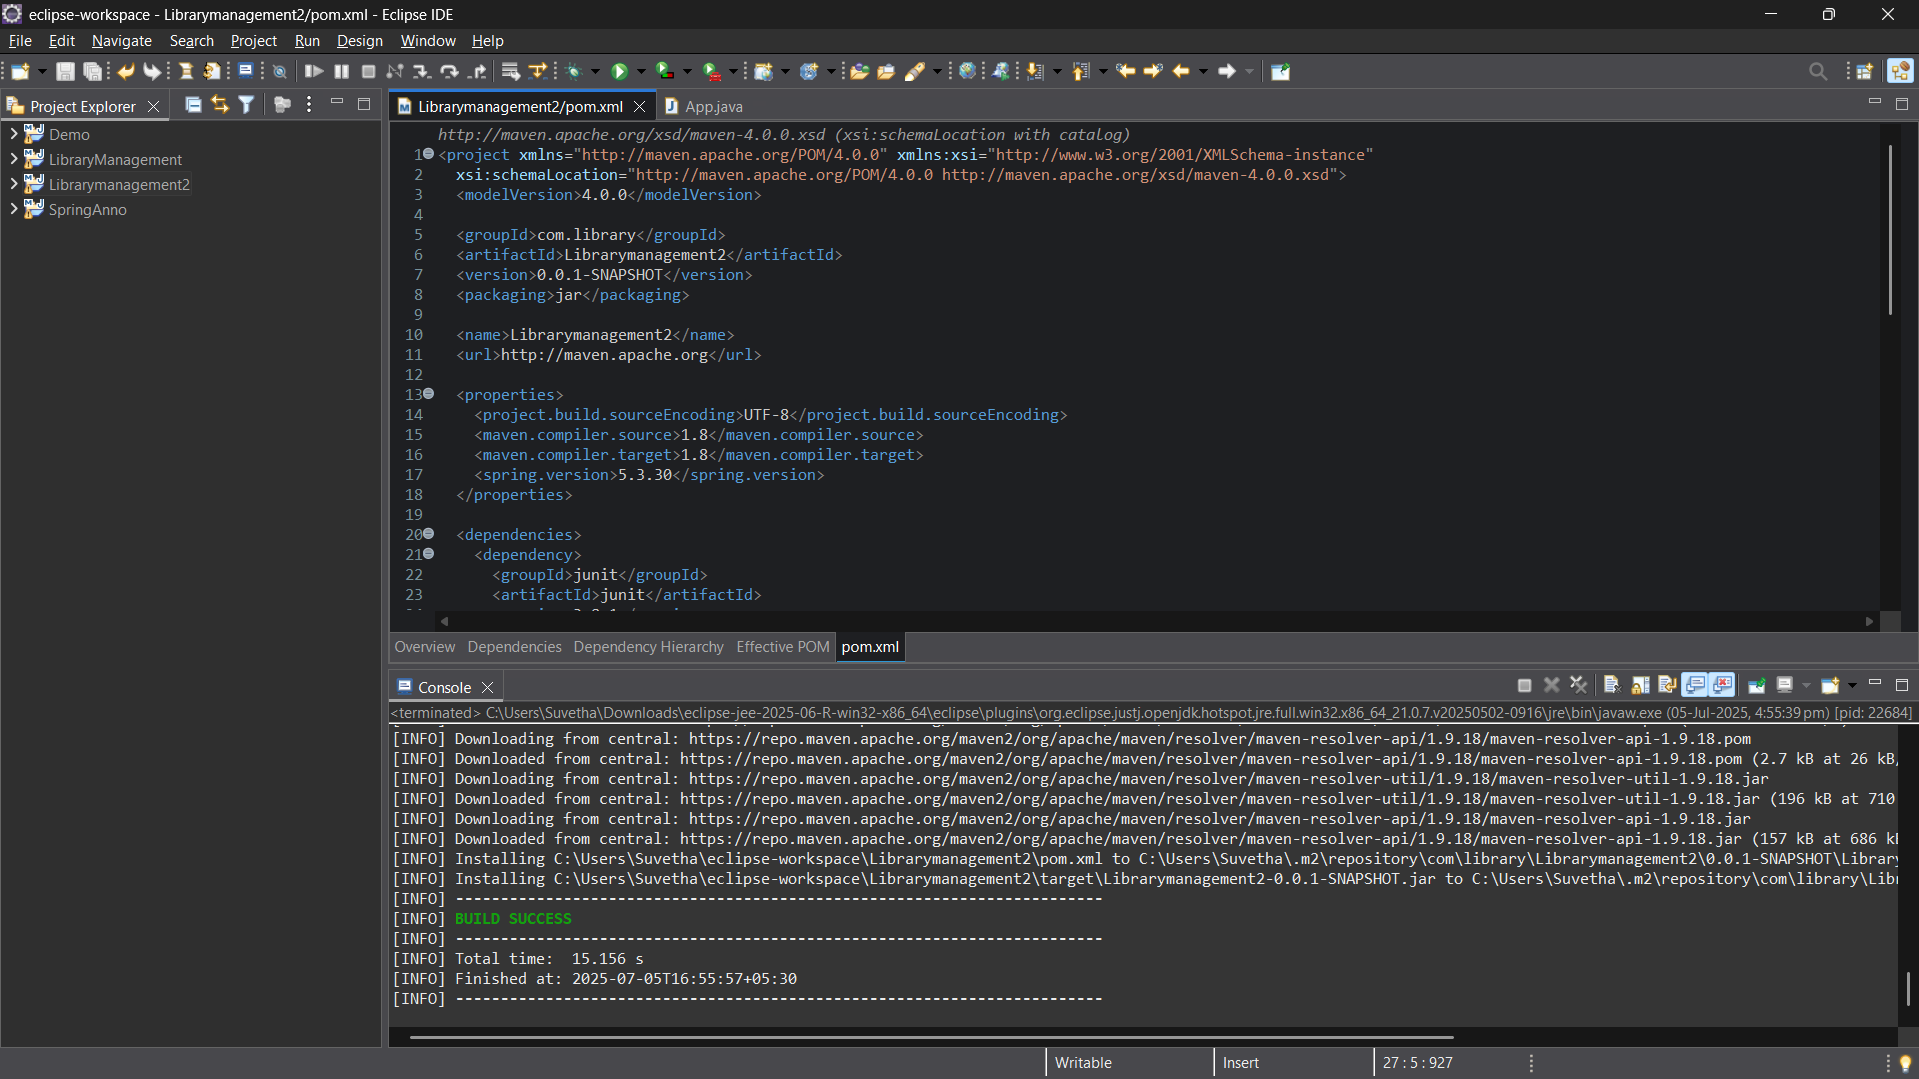 eclipse-workspace - Librarymanagement2/pom.xml - Eclipse IDE
File Edit Navigate Search Project Run Design Window Help
Project Explorer
Demo
LibraryManagement
Librarymanagement2
SpringAnno
Librarymanagement2/pom.xml App.java
http://maven.apache.org/xsd/maven-4.0.0.xsd (xsi:schemaLocation with catalog)
1 <project xmlns="http://maven.apache.org/POM/4.0.0" xmlns:xsi="http://www.w3.org/2001/XMLSchema-instance"
2 xsi:schemaLocation="http://maven.apache.org/POM/4.0.0 http://maven.apache.org/xsd/maven-4.0.0.xsd">
3 <modelVersion>4.0.0</modelVersion>
4
5 <groupId>com.library</groupId>
6 <artifactId>Librarymanagement2</artifactId>
7 <version>0.0.1-SNAPSHOT</version>
8 <packaging>jar</packaging>
9
10 <name>Librarymanagement2</name>
11 <url>http://maven.apache.org</url>
12
13 <properties>
14 <project.build.sourceEncoding>UTF-8</project.build.sourceEncoding>
15 <maven.compiler.source>1.8</maven.compiler.source>
16 <maven.compiler.target>1.8</maven.compiler.target>
17 <spring.version>5.3.30</spring.version>
18 </properties>
19
20 <dependencies>
21 <dependency>
22 <groupId>junit</groupId>
23 <artifactId>junit</artifactId>
Overview Dependencies Dependency Hierarchy Effective POM pom.xml
Console
<terminated> C:\Users\Suvetha\Downloads\eclipse-jee-2025-06-R-win32-x86_64\eclipse\plugins\org.eclipse.justj.openjdk.hotspot.jre.full.win32.x86_64_21.0.7.v20250502-0916\jre\bin\javaw.exe (05-Jul-2025, 4:55:39 pm) [pid: 22684]
[INFO] Downloading from central: https://repo.maven.apache.org/maven2/org/apache/maven/resolver/maven-resolver-api/1.9.18/maven-resolver-api-1.9.18.pom
[INFO] Downloaded from central: https://repo.maven.apache.org/maven2/org/apache/maven/resolver/maven-resolver-api/1.9.18/maven-resolver-api-1.9.18.pom (2.7 kB at 26 kB/
[INFO] Downloading from central: https://repo.maven.apache.org/maven2/org/apache/maven/resolver/maven-resolver-util/1.9.18/maven-resolver-util-1.9.18.jar
[INFO] Downloaded from central: https://repo.maven.apache.org/maven2/org/apache/maven/resolver/maven-resolver-util/1.9.18/maven-resolver-util-1.9.18.jar (196 kB at 710
[INFO] Downloading from central: https://repo.maven.apache.org/maven2/org/apache/maven/resolver/maven-resolver-api/1.9.18/maven-resolver-api-1.9.18.jar
[INFO] Downloaded from central: https://repo.maven.apache.org/maven2/org/apache/maven/resolver/maven-resolver-api/1.9.18/maven-resolver-api-1.9.18.jar (157 kB at 686 k
[INFO] Installing C:\Users\Suvetha\eclipse-workspace\Librarymanagement2\pom.xml to C:\Users\Suvetha\.m2\repository\com\library\Librarymanagement2\0.0.1-SNAPSHOT\Library
[INFO] Installing C:\Users\Suvetha\eclipse-workspace\Librarymanagement2\target\Librarymanagement2-0.0.1-SNAPSHOT.jar to C:\Users\Suvetha\.m2\repository\com\library\Lib
[INFO] ------------------------------------------------------------------------
[INFO] BUILD SUCCESS
[INFO] ------------------------------------------------------------------------
[INFO] Total time: 15.156 s
[INFO] Finished at: 2025-07-05T16:55:57+05:30
[INFO] ------------------------------------------------------------------------
Writable Insert 27 : 5 : 927